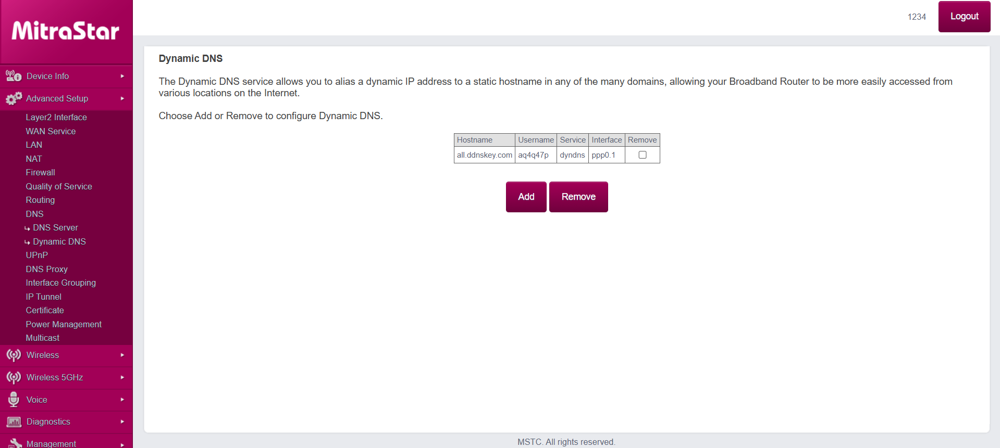 MitraStar
1234
Logout
Device Info
Advanced Setup
Layer2 Interface
WAN Service
LAN
NAT
Firewall
Quality of Service
Routing
DNS
DNS Server
Dynamic DNS
UPnP
DNS Proxy
Interface Grouping
IP Tunnel
Certificate
Power Management
Multicast
Wireless
Wireless 5GHz
Voice
Diagnostics
Management
Dynamic DNS
The Dynamic DNS service allows you to alias a dynamic IP address to a static hostname in any of the many domains, allowing your Broadband Router to be more easily accessed from
various locations on the Internet.
Choose Add or Remove to configure Dynamic DNS.
Hostname Username Service Interface Remove
all.ddnskey.com aq4q47p dyndns ppp0.1
Add Remove
MSTC. All rights reserved.